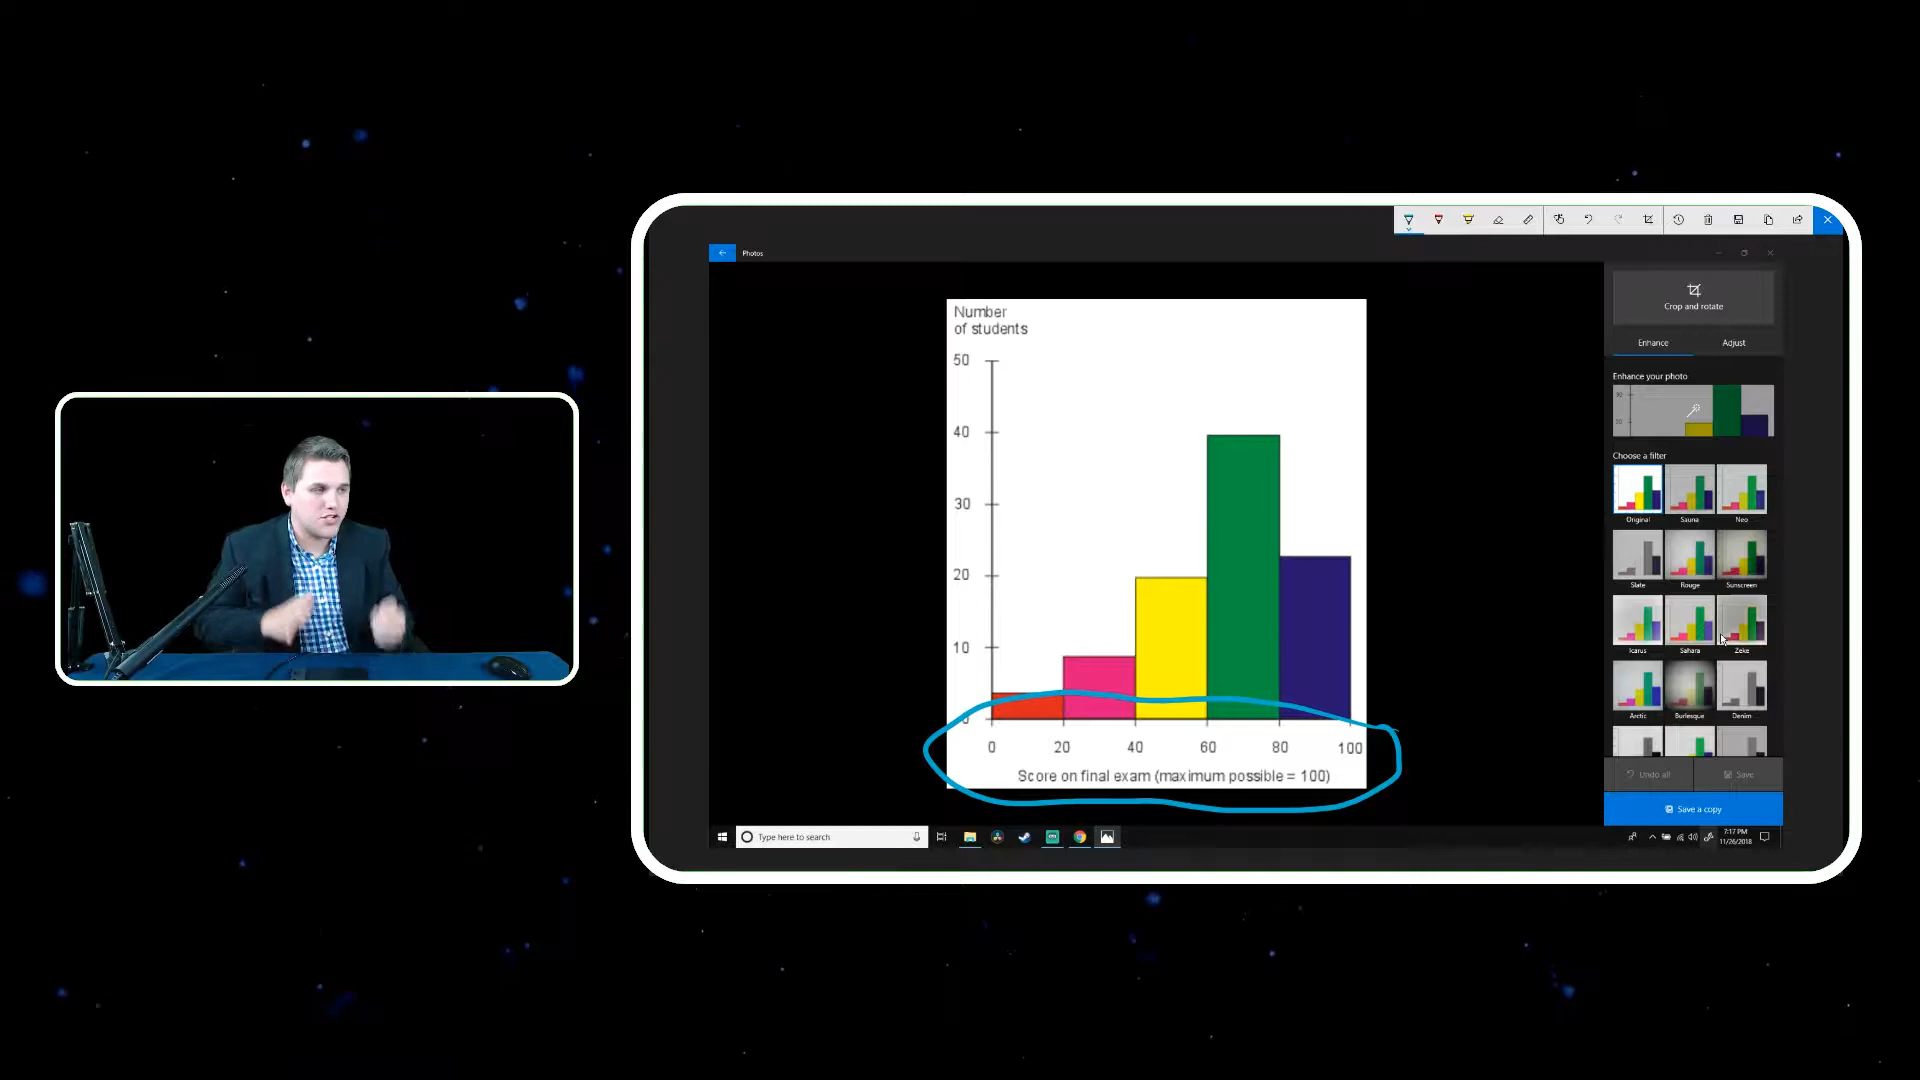 Photos
Number
of students
50
40
30
20
10
0
0 20 40 60 80 100
Score on final exam (maximum possible = 100)
Crop and rotate
Enhance Adjust
Enhance your photo
Choose a filter
Original Sauna Neo
Slate Rouge Sunscreen
Icarus Sahara Zeke
Arctic Burlesque Denim
Undo all Save
Save a copy
Type here to search
7:17 PM
11/26/2018